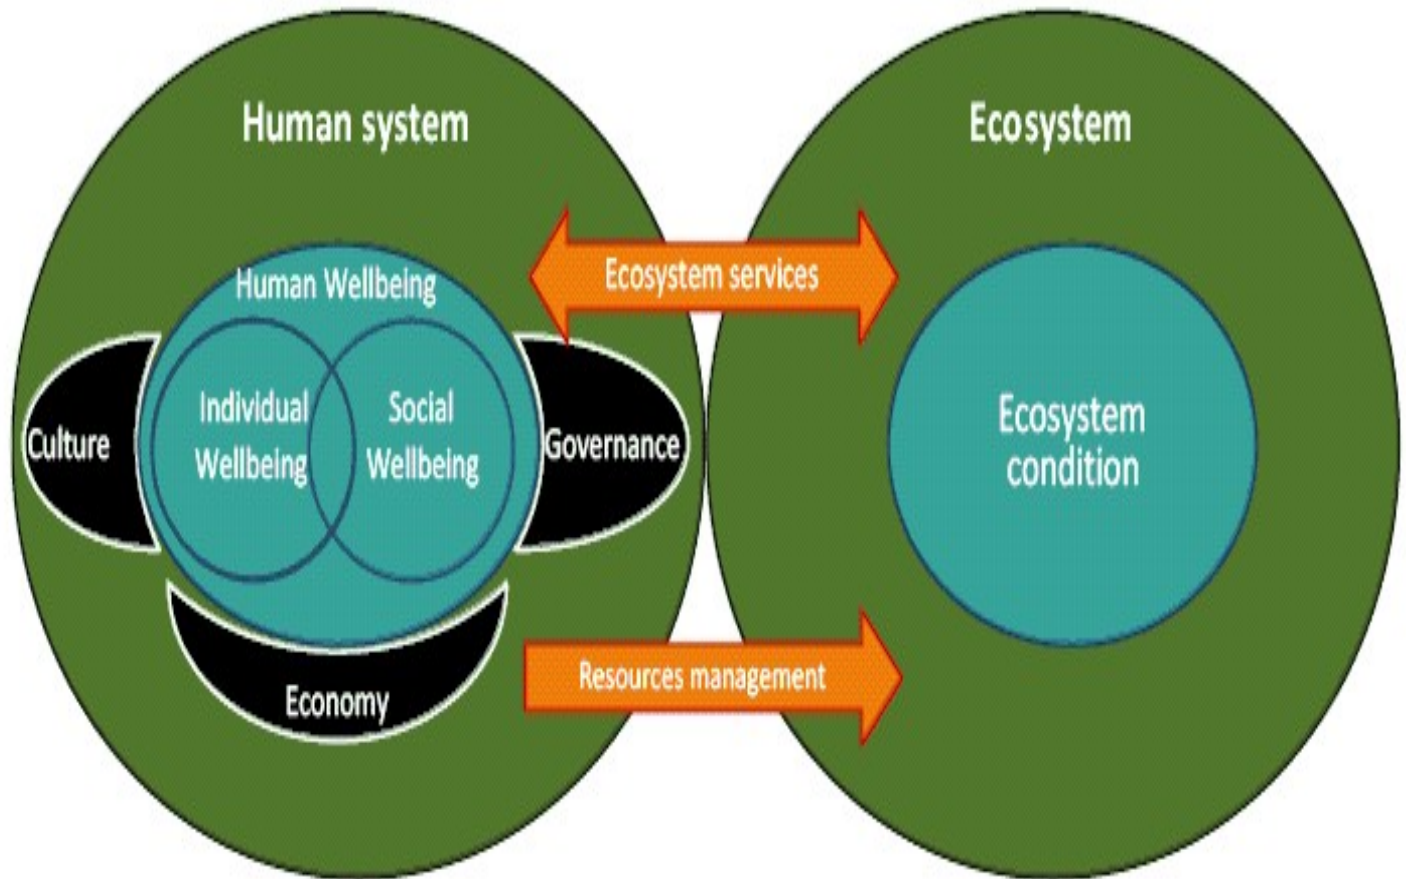 Human system
Ecosystem
Ecosystem services
Human Wellbeing
Individual
Wellbeing
Social
Wellbeing
Culture
Governance
Ecosystem
condition
Resources management
Economy